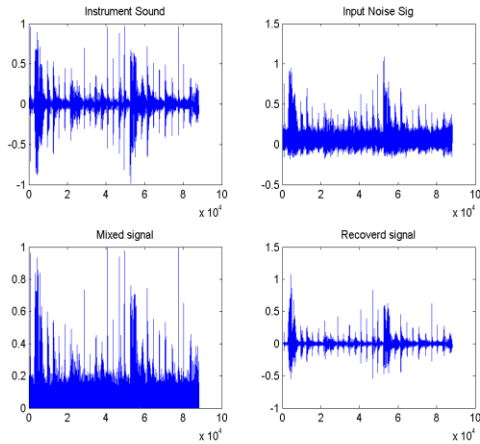 Instrument Sound
1
0.5
0
-0.5
-1
0 2 4 6 8 10
x 10^4
Input Noise Sig
1.5
1
0.5
0
-0.5
0 2 4 6 8 10
x 10^4
Mixed signal
1
0.8
0.6
0.4
0.2
0
0 2 4 6 8 10
x 10^4
Recoverd signal
1.5
1
0.5
0
-0.5
-1
0 2 4 6 8 10
x 10^4